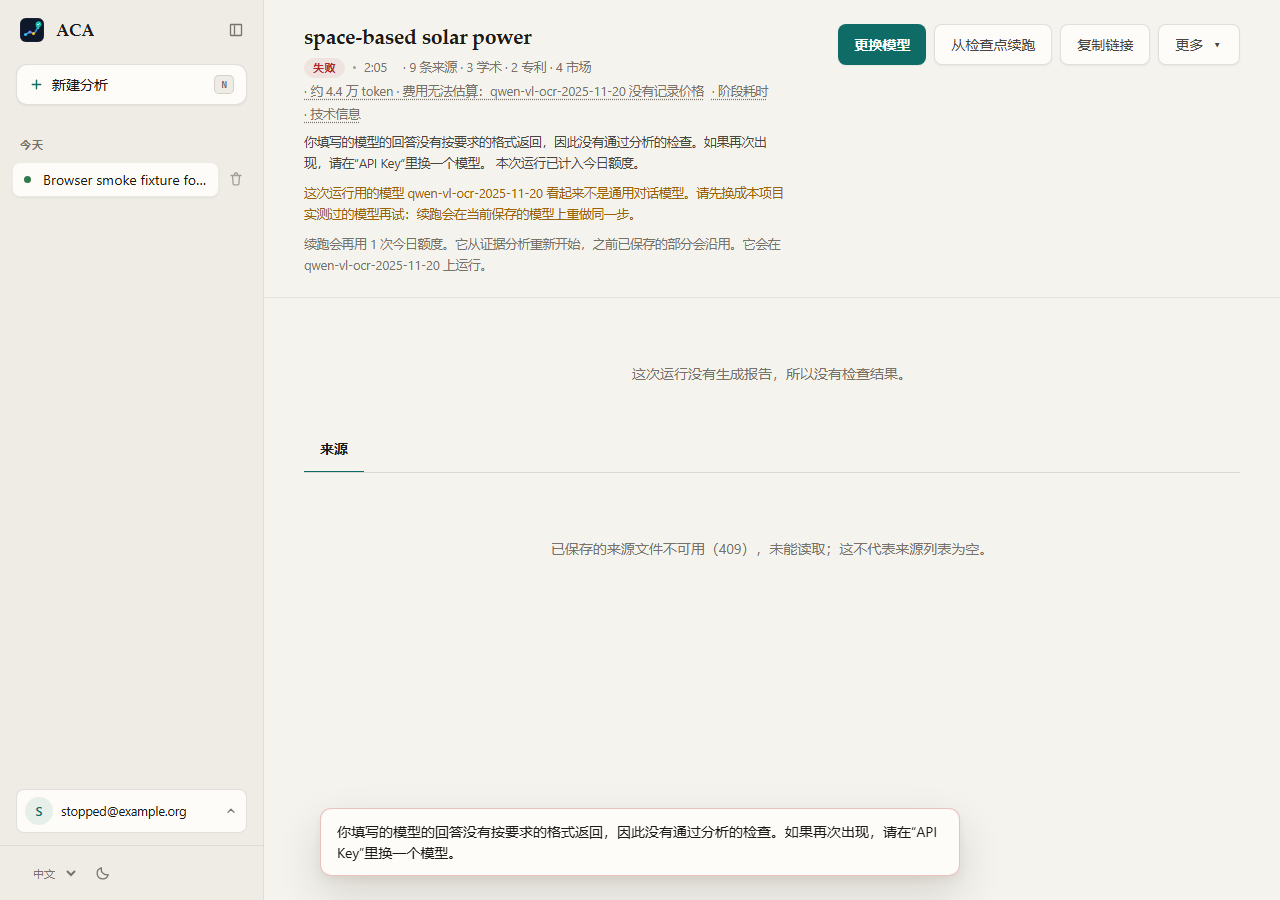 ACA
新建分析
N
今天
Browser smoke fixture fo...
stopped@example.org
S
中文
space-based solar power
更换模型
从检查点续跑
复制链接
更多
失败 · 2:05 · 9 条来源 · 3 学术 · 2 专利 · 4 市场
· 约 4.4 万 token · 费用无法估算：qwen-vl-ocr-2025-11-20 没有记录价格 · 阶段耗时
· 技术信息
你填写的模型的回答没有按要求的格式返回，因此没有通过分析的检查。如果再次出
现，请在“API Key”里换一个模型。 本次运行已计入今日额度。
这次运行用的模型 qwen-vl-ocr-2025-11-20 看起来不是通用对话模型。请先换成本项目
实测过的模型再试：续跑会在当前保存的模型上重做同一步。
续跑会再用 1 次今日额度。它从证据分析重新开始，之前已保存的部分会沿用。它会在
qwen-vl-ocr-2025-11-20 上运行。
这次运行没有生成报告，所以没有检查结果。
来源
已保存的来源文件不可用（409），未能读取；这不代表来源列表为空。
你填写的模型的回答没有按要求的格式返回，因此没有通过分析的检查。如果再次出现，请在“API
Key”里换一个模型。